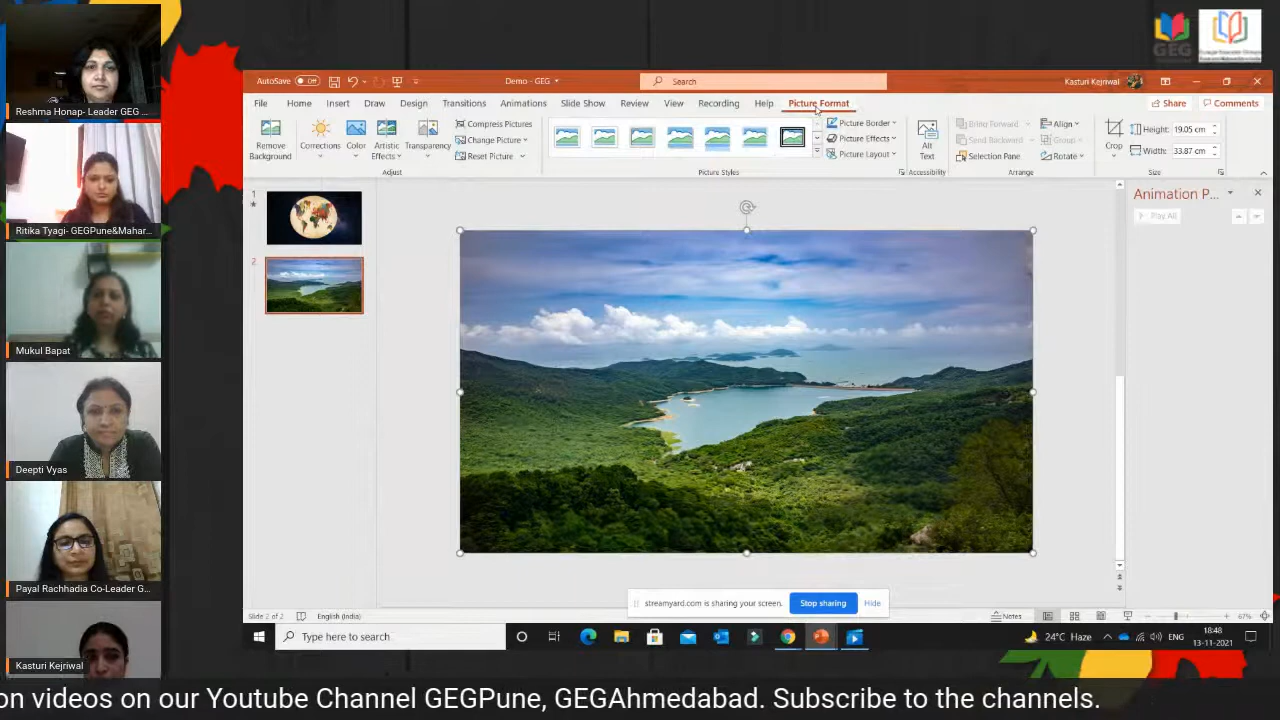 Reshma Honap- Leader GEG ...
Ritika Tyagi- GEGPune&Mahar...
Mukul Bapat
Deepti Vyas
Payal Rachhadia Co-Leader G...
Kasturi Kejriwal
GEG
AutoSave Off
Demo - GEG
Search
Kasturi Kejriwal
File Home Insert Draw Design Transitions Animations Slide Show Review View Recording Help Picture Format
Share Comments
Remove Background
Corrections
Color
Artistic Effects
Transparency
Compress Pictures
Change Picture
Reset Picture
Adjust
Picture Styles
Picture Border
Picture Effects
Picture Layout
Alt Text
Accessibility
Bring Forward
Send Backward
Selection Pane
Align
Group
Rotate
Arrange
Crop
Height: 19.05 cm
Width: 33.87 cm
Size
1
2
Animation P...
Play All
streamyard.com is sharing your screen.
Stop sharing
Hide
Slide 2 of 2
English (India)
Notes
67%
Type here to search
24°C Haze
ENG
18:48
13-11-2021
on videos on our Youtube Channel GEGPune, GEGAhmedabad. Subscribe to the channels.